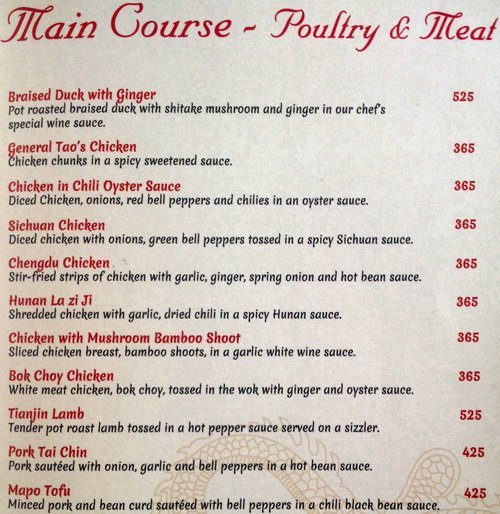 Main Course - Poultry & Meat
Braised Duck with Ginger 525
Pot roasted braised duck with shitake mushroom and ginger in our chef's
special wine sauce.
General Tao's Chicken 365
Chicken chunks in a spicy sweetened sauce.
Chicken in Chili Oyster Sauce 365
Diced Chicken, onions, red bell peppers and chilies in an oyster sauce.
Sichuan Chicken 365
Diced chicken with onions, green bell peppers tossed in a spicy Sichuan sauce.
Chengdu Chicken 365
Stir-fried strips of chicken with garlic, ginger, spring onion and hot bean sauce.
Hunan La zi Ji 365
Shredded chicken with garlic, dried chili in a spicy Hunan sauce.
Chicken with Mushroom Bamboo Shoot 365
Sliced chicken breast, bamboo shoots, in a garlic white wine sauce.
Bok Choy Chicken 365
White meat chicken, bok choy, tossed in the wok with ginger and oyster sauce.
Tianjin Lamb 525
Tender pot roast lamb tossed in a hot pepper sauce served on a sizzler.
Pork Tai Chin 425
Pork sautéed with onion, garlic and bell peppers in a hot bean sauce.
Mapo Tofu 425
Minced pork and bean curd sautéed with bell peppers in a chili black bean sauce.